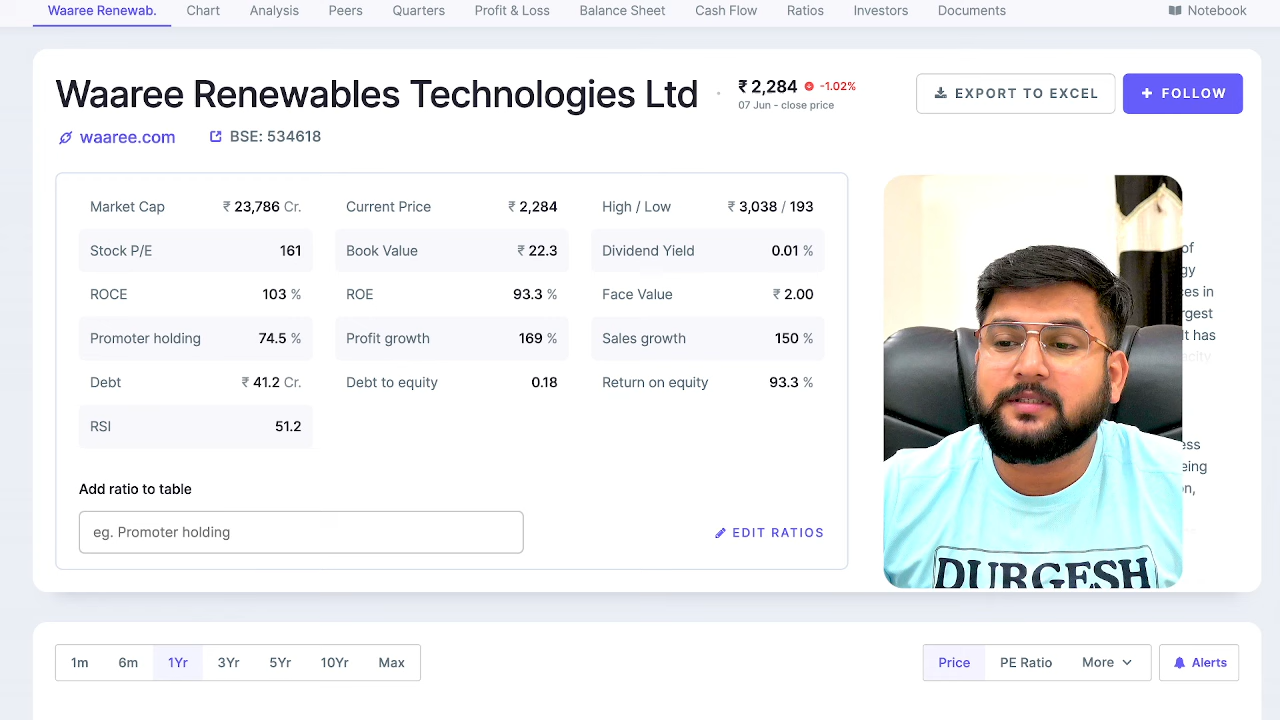 Waaree Renewab. Chart Analysis Peers Quarters Profit & Loss Balance Sheet Cash Flow Ratios Investors Documents Notebook
Waaree Renewables Technologies Ltd
₹ 2,284 -1.02%
07 Jun - close price
EXPORT TO EXCEL
+ FOLLOW
waaree.com BSE: 534618
Market Cap ₹ 23,786 Cr. Current Price ₹ 2,284 High / Low ₹ 3,038 / 193
Stock P/E 161 Book Value ₹ 22.3 Dividend Yield 0.01 %
ROCE 103 % ROE 93.3 % Face Value ₹ 2.00
Promoter holding 74.5 % Profit growth 169 % Sales growth 150 %
Debt ₹ 41.2 Cr. Debt to equity 0.18 Return on equity 93.3 %
RSI 51.2
Add ratio to table
eg. Promoter holding
EDIT RATIOS
of
in
has
DURGESH
1m 6m 1Yr 3Yr 5Yr 10Yr Max
Price PE Ratio More Alerts